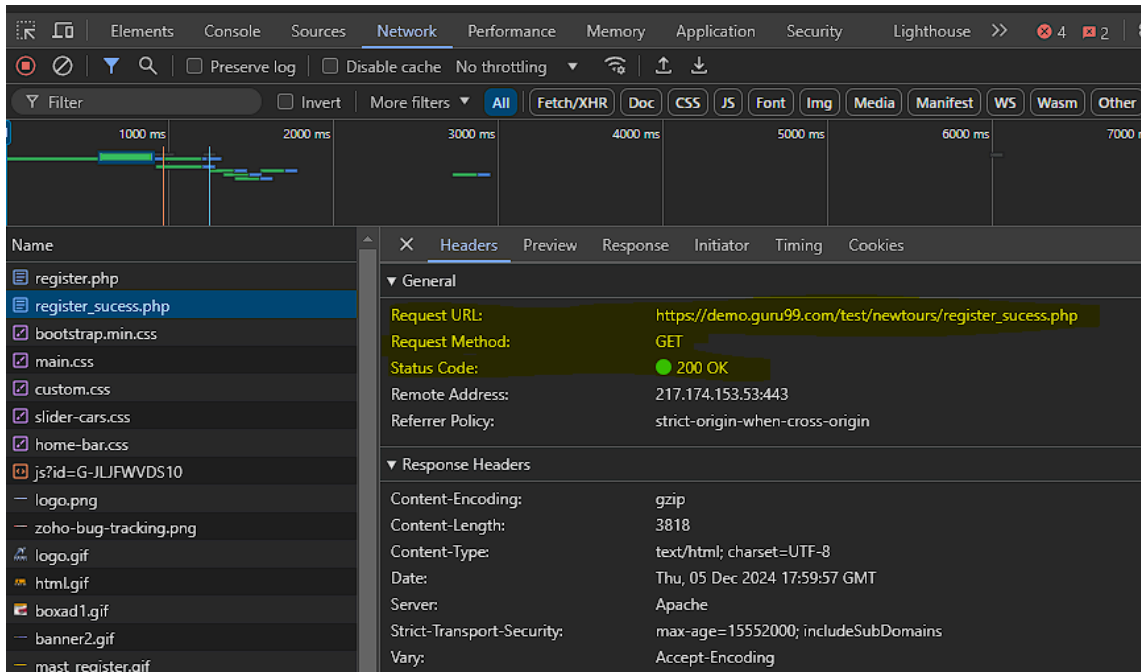 Elements Console Sources Network Performance Memory Application Security Lighthouse 4 2
Preserve log Disable cache No throttling
Filter Invert More filters All Fetch/XHR Doc CSS JS Font Img Media Manifest WS Wasm Other
1000 ms 2000 ms 3000 ms 4000 ms 5000 ms 6000 ms 7000
Name
Headers Preview Response Initiator Timing Cookies
register.php
register_sucess.php
bootstrap.min.css
main.css
custom.css
slider-cars.css
home-bar.css
js?id=G-JLJFWVDS10
logo.png
zoho-bug-tracking.png
logo.gif
html.gif
boxad1.gif
banner2.gif
mast_register.gif
General
Request URL: https://demo.guru99.com/test/newtours/register_sucess.php
Request Method: GET
Status Code: 200 OK
Remote Address: 217.174.153.53:443
Referrer Policy: strict-origin-when-cross-origin
Response Headers
Content-Encoding: gzip
Content-Length: 3818
Content-Type: text/html; charset=UTF-8
Date: Thu, 05 Dec 2024 17:59:57 GMT
Server: Apache
Strict-Transport-Security: max-age=15552000; includeSubDomains
Vary: Accept-Encoding